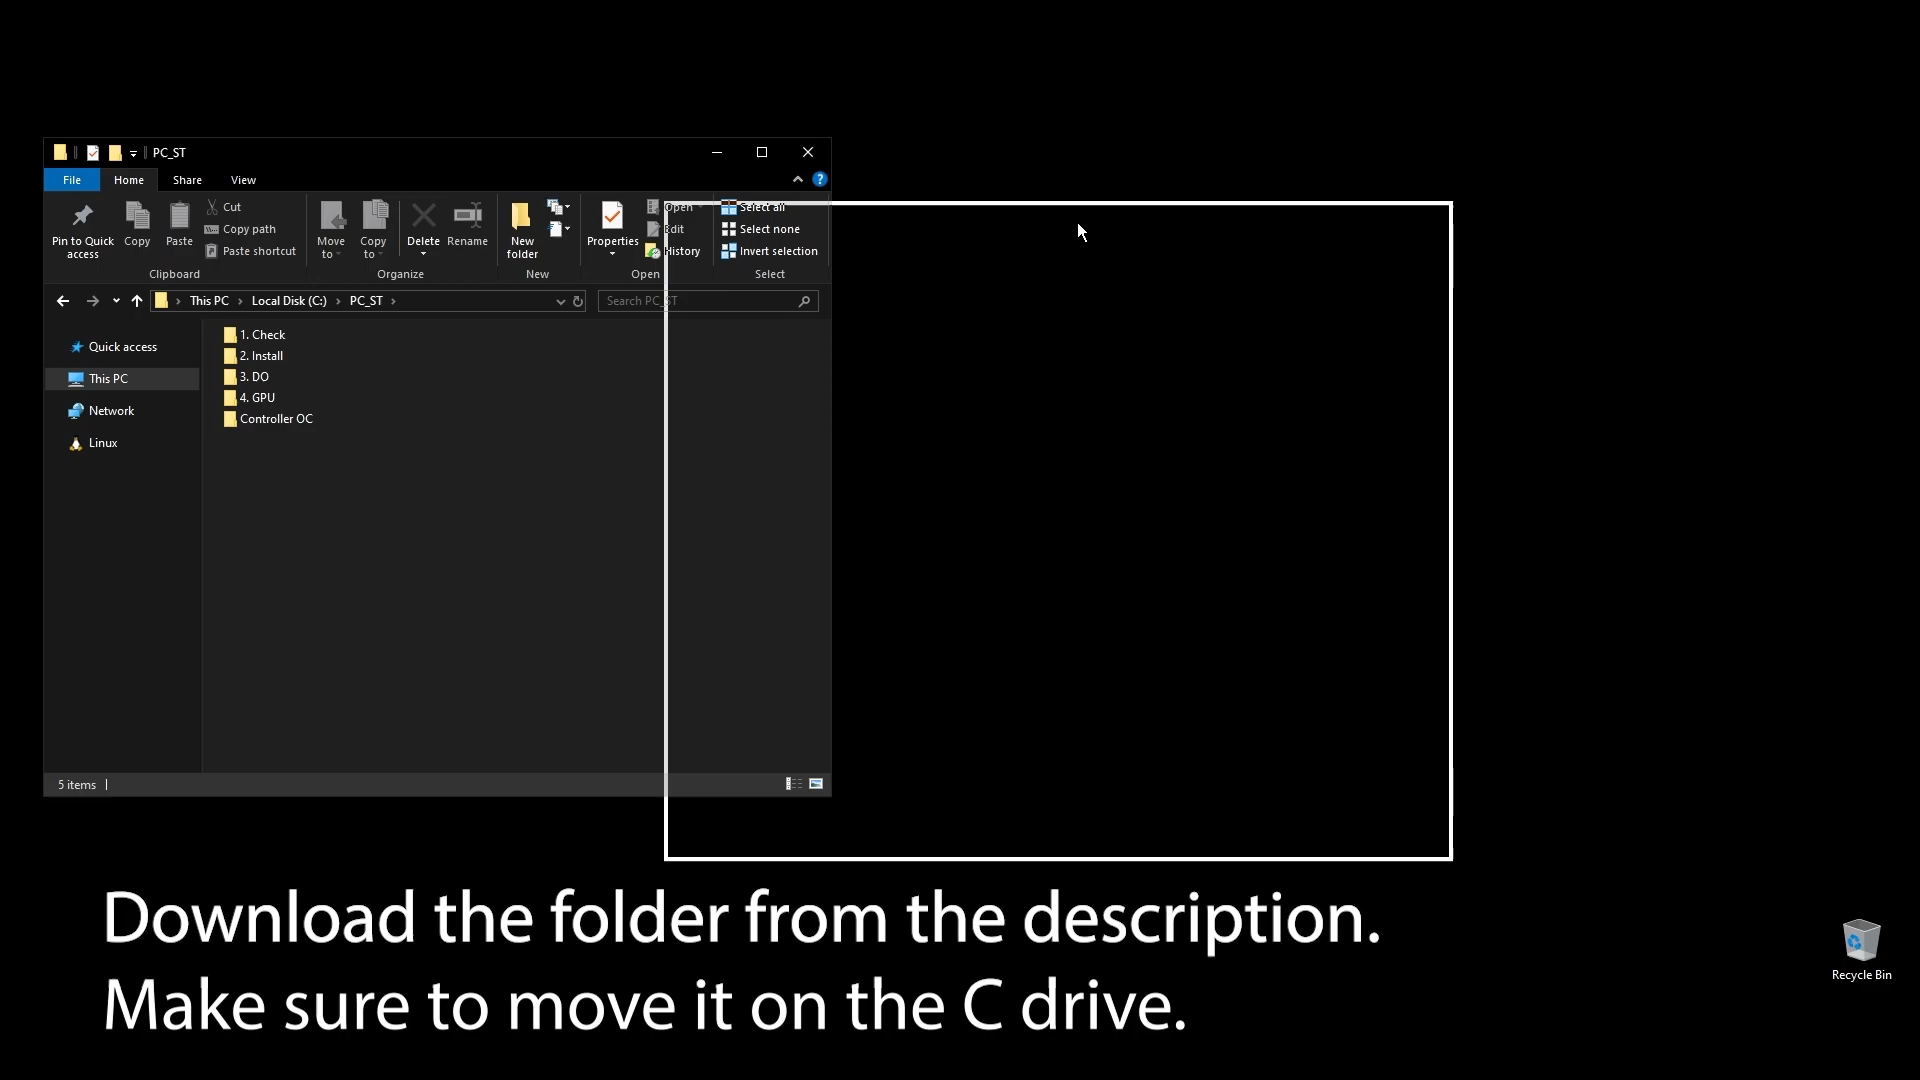 PC_ST
File Home Share View
Pin to Quick access
Copy
Paste
Cut
Copy path
Paste shortcut
Clipboard
Move to
Copy to
Delete
Rename
Organize
New folder
New
Properties
Open
Edit
History
Open
Select all
Select none
Invert selection
Select
This PC › Local Disk (C:) › PC_ST ›
Search PC_ST
Quick access
This PC
Network
Linux
1. Check
2. Install
3. DO
4. GPU
Controller OC
5 items
Download the folder from the description.
Make sure to move it on the C drive.
Recycle Bin